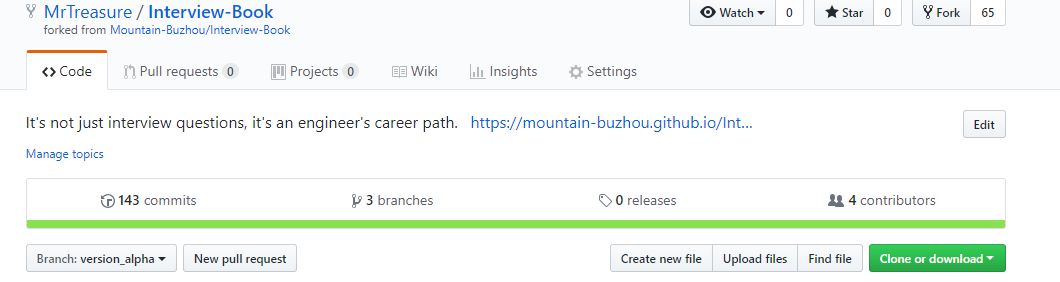 MrTreasure / Interview-Book Watch 0 Star 0 Fork 65
forked from Mountain-Buzhou/Interview-Book
Code Pull requests 0 Projects 0 Wiki Insights Settings
It's not just interview questions, it's an engineer's career path. https://mountain-buzhou.github.io/Int... Edit
Manage topics
143 commits 3 branches 0 releases 4 contributors
Branch: version_alpha New pull request Create new file Upload files Find file Clone or download